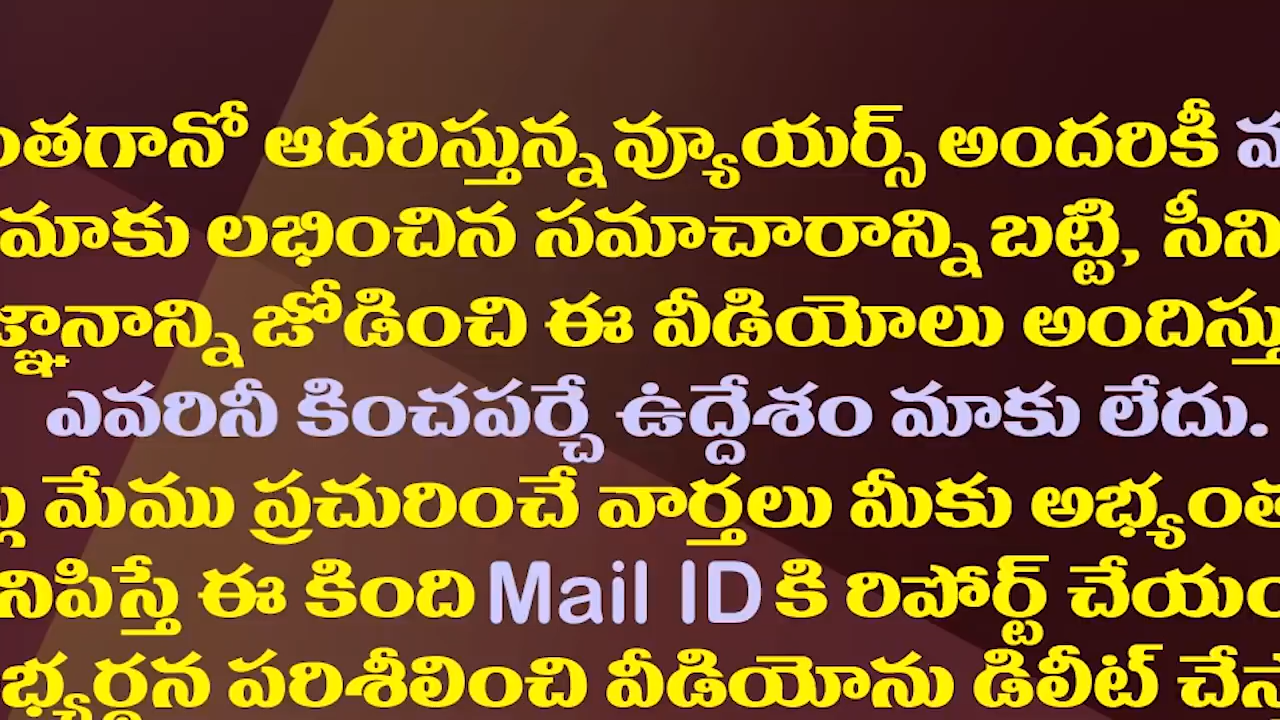 ంతగానో ఆదరిస్తున్న వ్యూయర్స్ అందరికీ
మాకు లభించిన సమాచారాన్ని బట్టి, సీని
జ్ఞానాన్ని జోడించి ఈ వీడియోలు అందిస్తు
ఎవరినీ కించపర్చే ఉద్దేశం మాకు లేదు.
మేము ప్రచురించే వార్తలు మీకు అభ్యంత
నిపిస్తే ఈ కింది Mail ID కి రిపోర్ట్ చేయం
భ్యర్థన పరిశీలించి వీడియోను డిలీట్ చేస